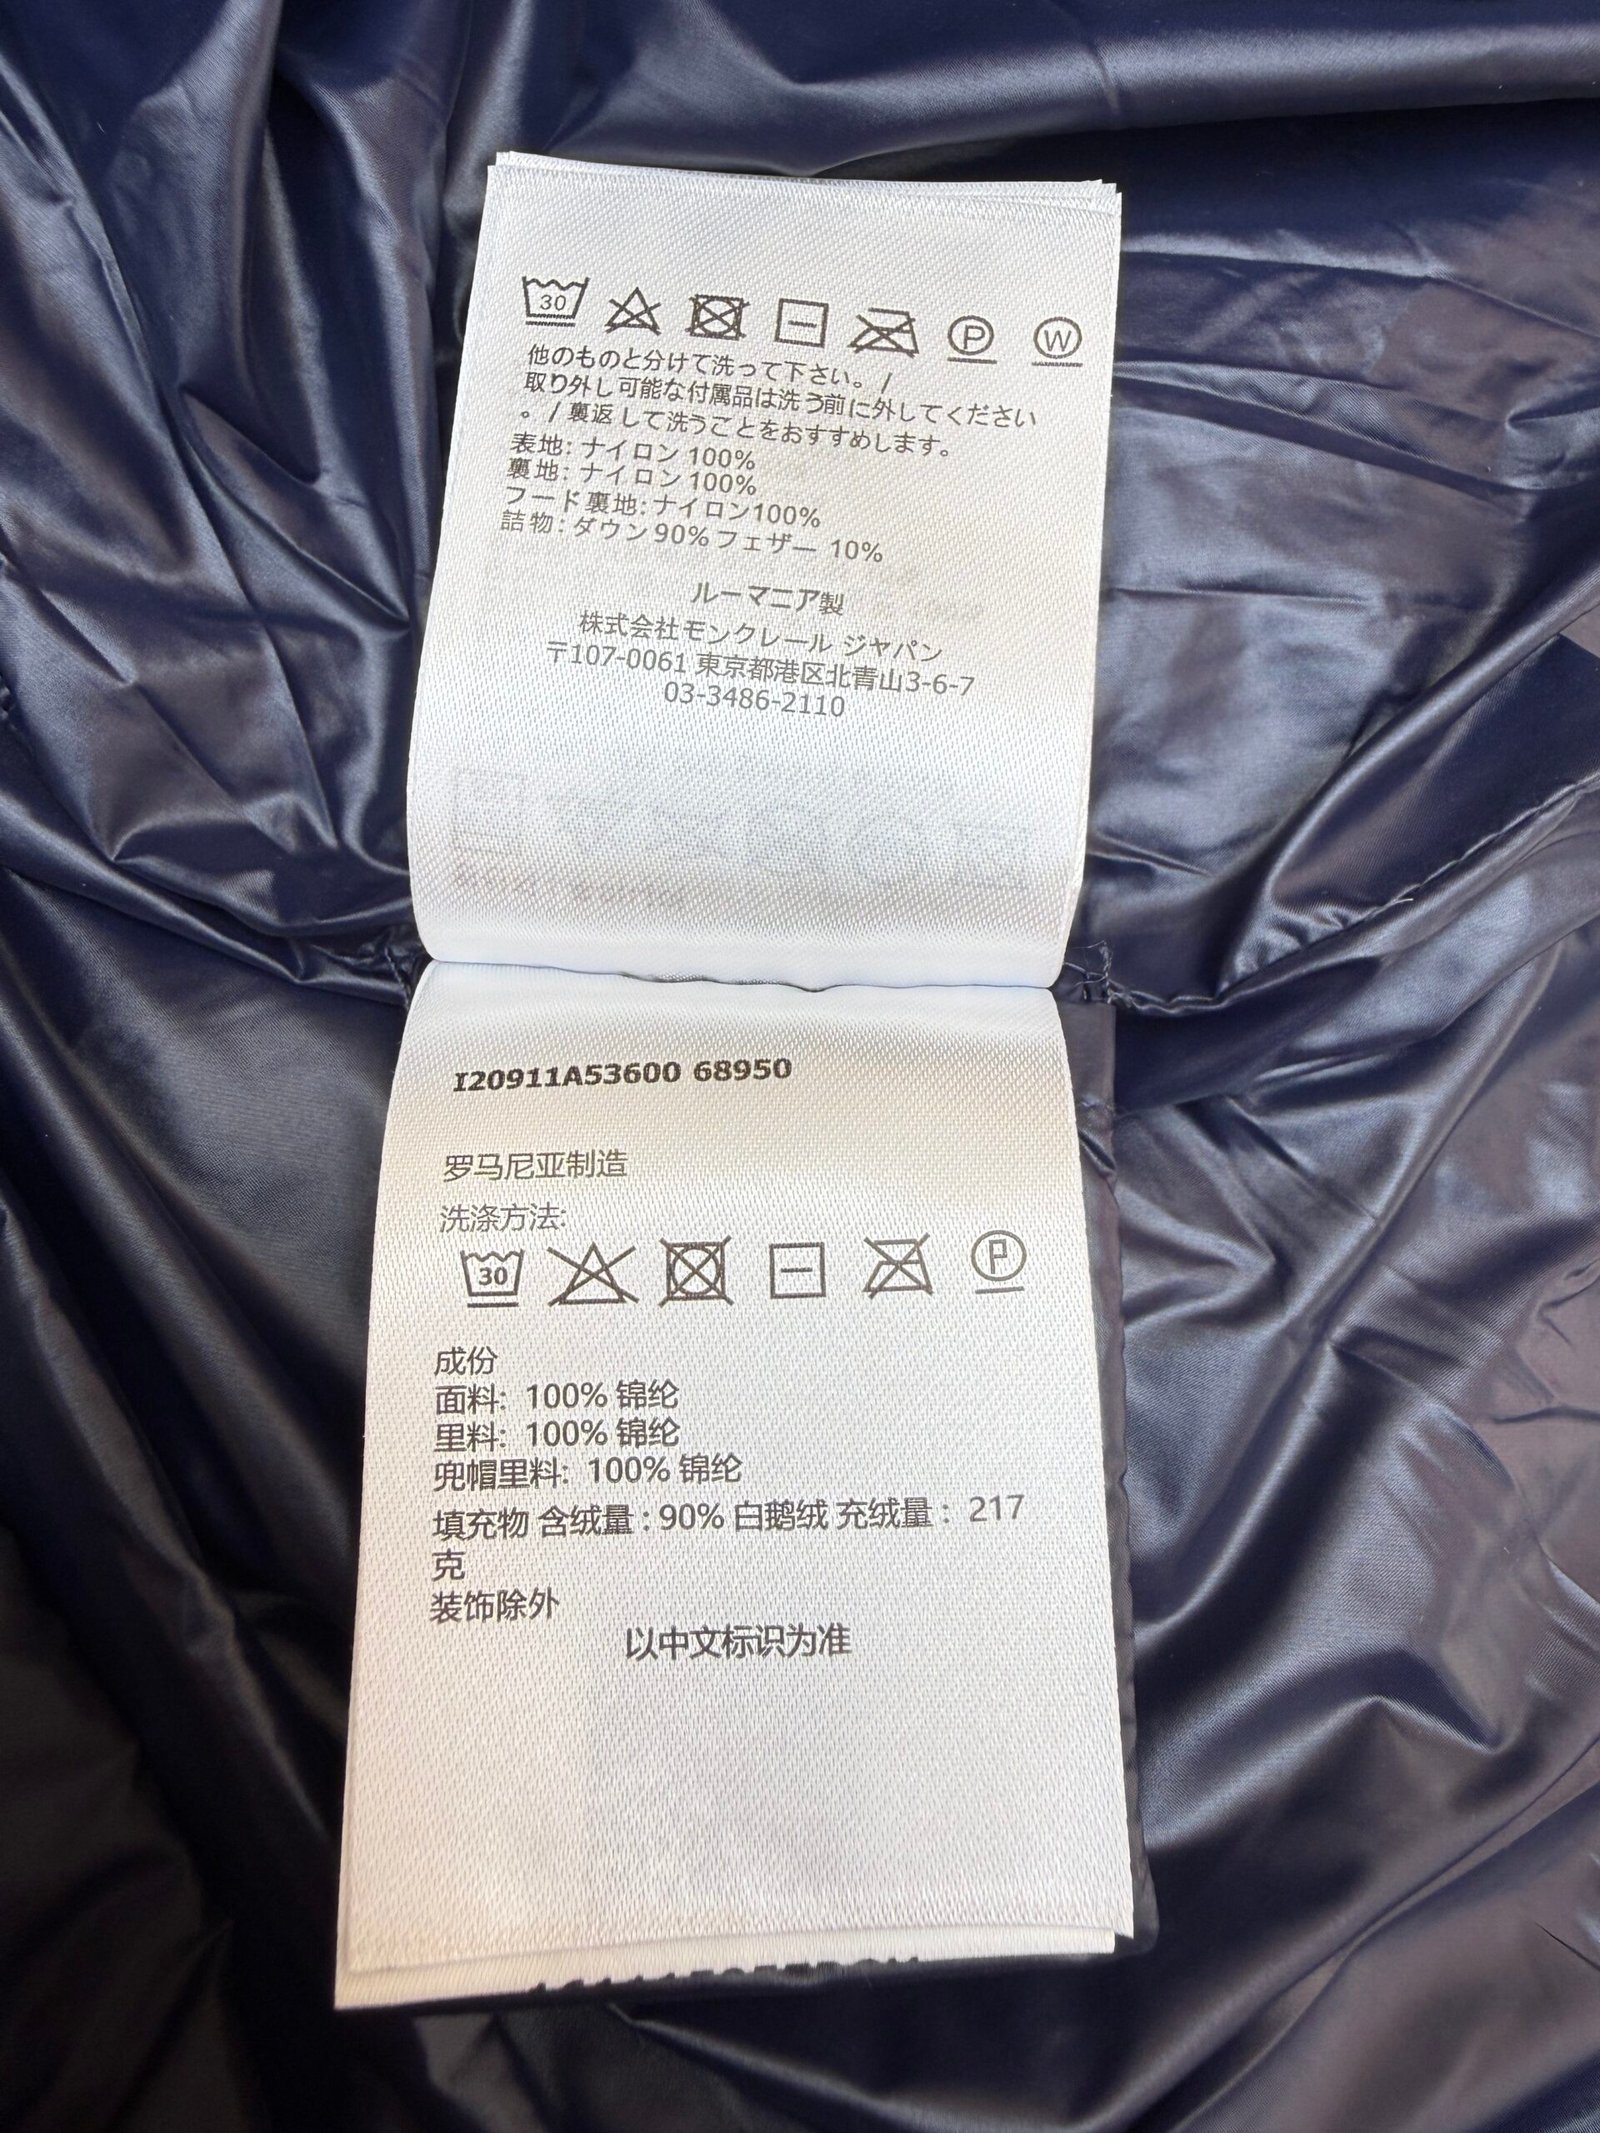 30
P
W
他のものと分けて洗って下さい。 /
取り外し可能な付属品は洗う前に外してください
。 / 裏返して洗うことをおすすめします。
表地: ナイロン 100%
裏地: ナイロン 100%
フード裏地: ナイロン100%
詰物: ダウン 90% フェザー 10%
ルーマニア製
株式会社モンクレール ジヤパン
〒107-0061 東京都港区北青山3-6-7
03-3486-2110
I20911A53600 68950
罗马尼亚制造
洗涤方法:
30
P
成份
面料: 100% 锦纶
里料: 100% 锦纶
兜帽里料: 100% 锦纶
填充物 含绒量 : 90% 白鹅绒 充绒量 : 217
克
装饰除外
以中文标识为准